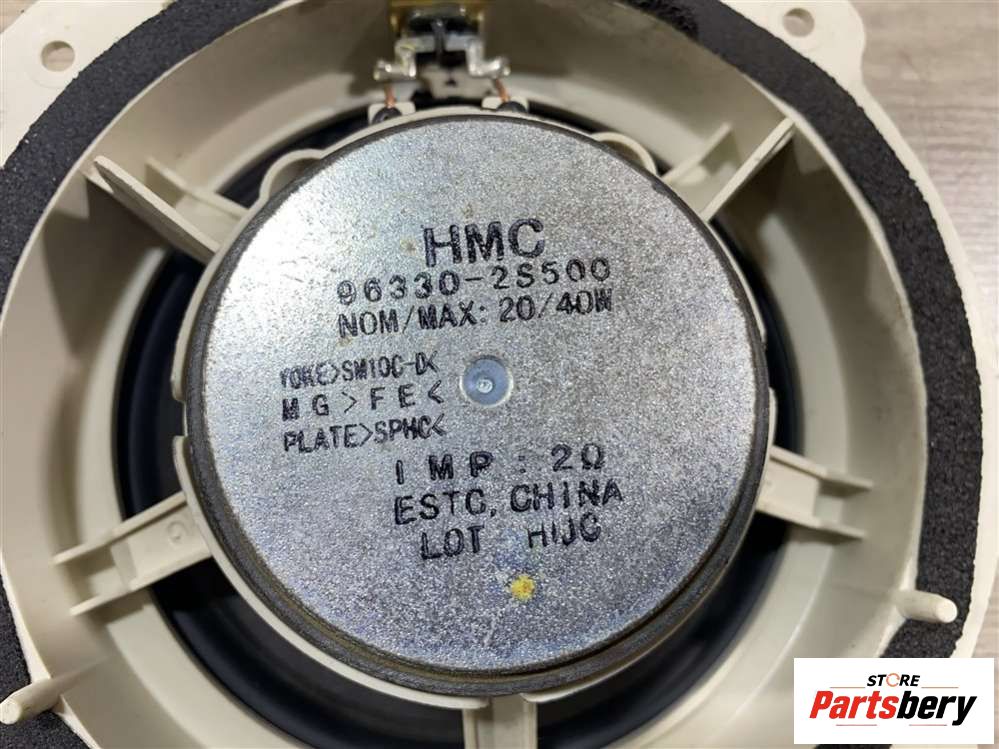 HMC
96330-2S500
NOM/MAX: 20/40W
YOKE>SM10C-D<
MG>FE<
PLATE>SPHC<
IMP: 2Ω
ESTC, CHINA
LOT HIJC
STORE
Partsbery